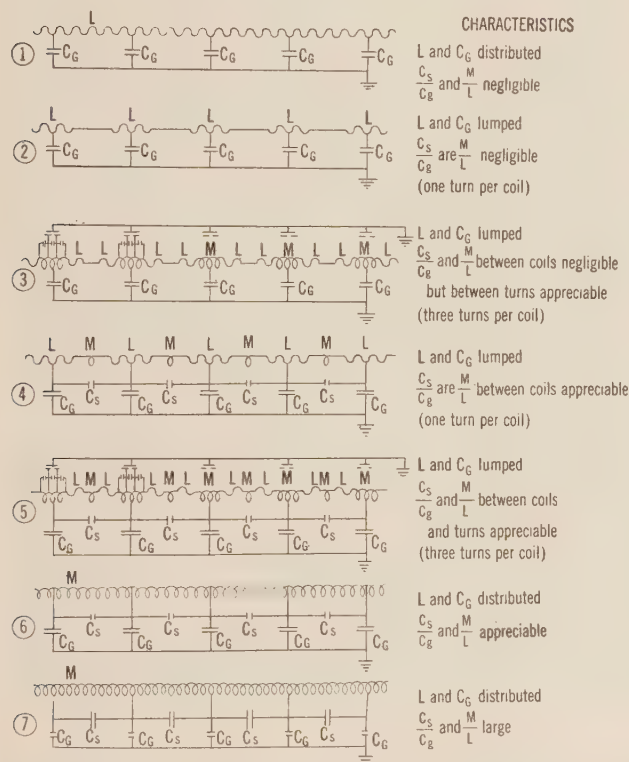 CHARACTERISTICS
L
① C_G C_G C_G C_G C_G
L and C_G distributed
C_s/C_g and M/L negligible
L L L L L
② C_G C_G C_G C_G C_G
L and C_G lumped
C_s/C_g are M/L negligible
(one turn per coil)
L L L L M L L M L L M L
③ C_G C_G C_G C_G C_G
L and C_G lumped
C_s/C_g and M/L between coils negligible
but between turns appreciable
(three turns per coil)
L M L M L M L M L
④ C_G C_S C_G C_S C_G C_S C_G C_S C_G
L and C_G lumped
C_s/C_g are M/L between coils appreciable
(one turn per coil)
L M L L M L M L M L M L M L M
⑤ C_G C_S C_G C_S C_G C_S C_G C_S C_G
L and C_G lumped
C_s/C_g and M/L between coils
and turns appreciable
(three turns per coil)
M
⑥ C_G C_S C_G C_S C_G C_S C_G C_S C_G
L and C_G distributed
C_s/C_g and M/L appreciable
M
⑦ C_G C_S C_G C_S C_G C_S C_G C_S C_G
L and C_G distributed
C_s/C_g and M/L large